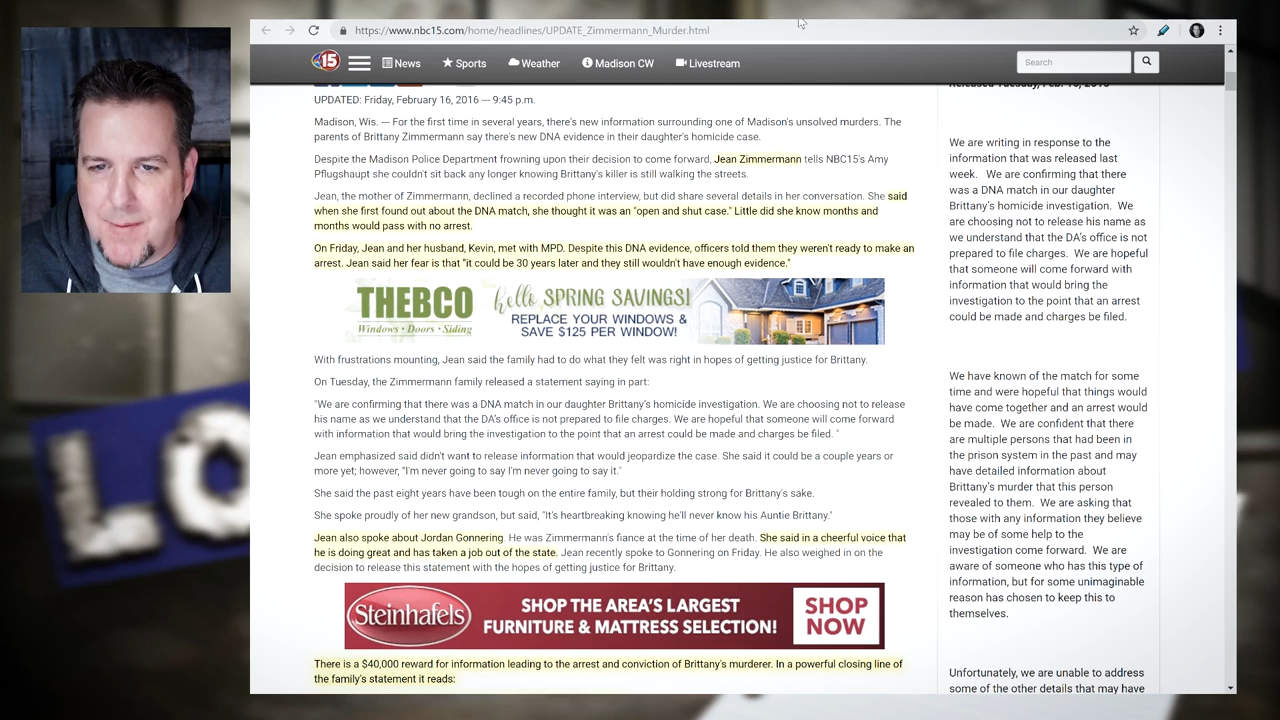 https://www.nbc15.com/home/headlines/UPDATE_Zimmermann_Murder.html
15
News
Sports
Weather
Madison CW
Livestream
Search
UPDATED: Friday, February 16, 2016 --- 9:45 p.m.
Madison, Wis. --- For the first time in several years, there's new information surrounding one of Madison's unsolved murders. The
parents of Brittany Zimmermann say there's new DNA evidence in their daughter's homicide case.
Despite the Madison Police Department frowning upon their decision to come forward, Jean Zimmermann tells NBC15's Amy
Pflugshaupt she couldn't sit back any longer knowing Brittany's killer is still walking the streets.
Jean, the mother of Zimmermann, declined a recorded phone interview, but did share several details in her conversation. She said
when she first found out about the DNA match, she thought it was an "open and shut case." Little did she know months and
months would pass with no arrest.
On Friday, Jean and her husband, Kevin, met with MPD. Despite this DNA evidence, officers told them they weren't ready to make an
arrest. Jean said her fear is that "it could be 30 years later and they still wouldn't have enough evidence."
THEBCO
Windows • Doors • Siding
hello SPRING SAVINGS!
REPLACE YOUR WINDOWS &
SAVE $125 PER WINDOW!
With frustrations mounting, Jean said the family had to do what they felt was right in hopes of getting justice for Brittany.
On Tuesday, the Zimmermann family released a statement saying in part:
"We are confirming that there was a DNA match in our daughter Brittany's homicide investigation. We are choosing not to release
his name as we understand that the DA's office is not prepared to file charges. We are hopeful that someone will come forward
with information that would bring the investigation to the point that an arrest could be made and charges be filed. "
Jean emphasized said didn't want to release information that would jeopardize the case. She said it could be a couple years or
more yet; however, "I'm never going to say I'm never going to say it."
She said the past eight years have been tough on the entire family, but their holding strong for Brittany's sake.
She spoke proudly of her new grandson, but said, "It's heartbreaking knowing he'll never know his Auntie Brittany."
Jean also spoke about Jordan Gonnering. He was Zimmermann's fiance at the time of her death. She said in a cheerful voice that
he is doing great and has taken a job out of the state. Jean recently spoke to Gonnering on Friday. He also weighed in on the
decision to release this statement with the hopes of getting justice for Brittany.
Steinhafels
SHOP THE AREA'S LARGEST
FURNITURE & MATTRESS SELECTION!
SHOP
NOW
There is a $40,000 reward for information leading to the arrest and conviction of Brittany's murderer. In a powerful closing line of
the family's statement it reads:
Released Tuesday, Feb. 16, 2016
We are writing in response to the
information that was released last
week. We are confirming that there
was a DNA match in our daughter
Brittany's homicide investigation. We
are choosing not to release his name as
we understand that the DA's office is not
prepared to file charges. We are hopeful
that someone will come forward with
information that would bring the
investigation to the point that an arrest
could be made and charges be filed.
We have known of the match for some
time and were hopeful that things would
have come together and an arrest would
be made. We are confident that there
are multiple persons that had been in
the prison system in the past and may
have detailed information about
Brittany's murder that this person
revealed to them. We are asking that
those with any information they believe
may be of some help to the
investigation come forward. We are
aware of someone who has this type of
information, but for some unimaginable
reason has chosen to keep this to
themselves.
Unfortunately, we are unable to address
some of the other details that may have
LO